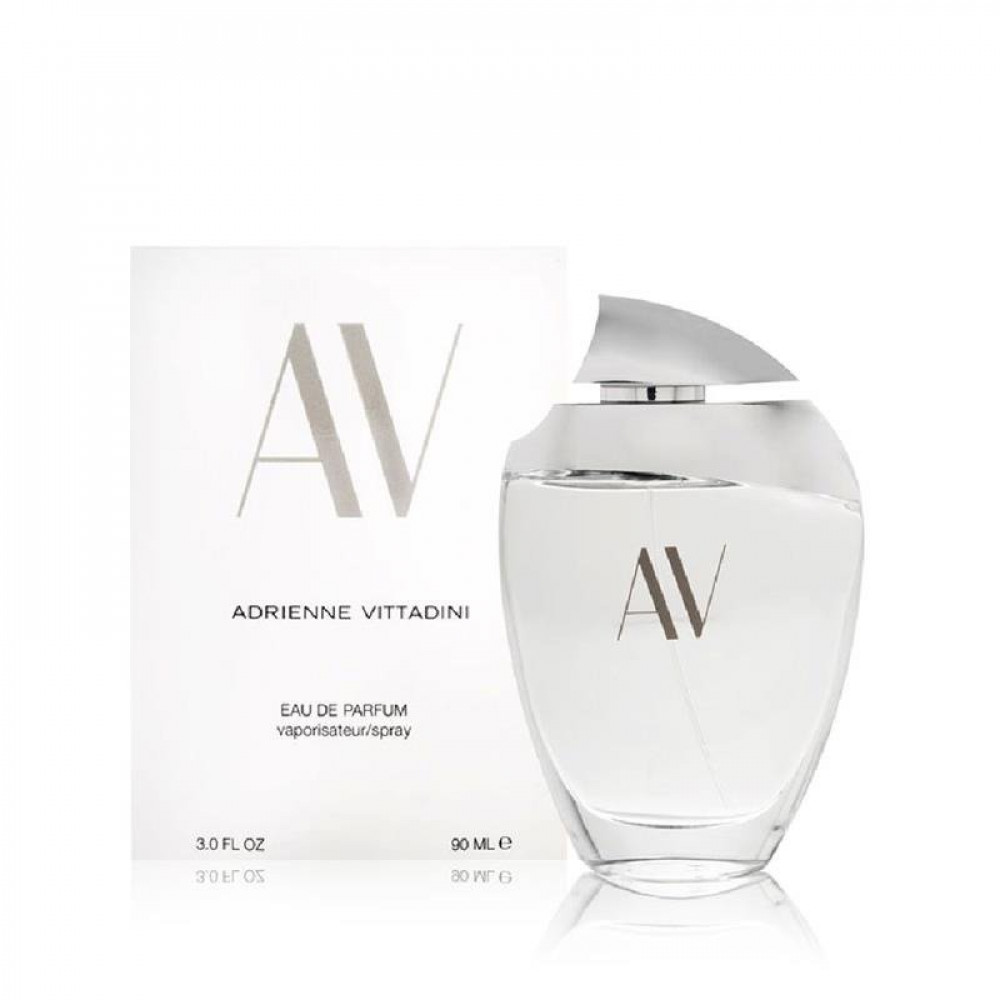 AV
ADRIENNE VITTADINI
EAU DE PARFUM
vaporisateur/spray
3.0 FL OZ 90 ML ℮
AV